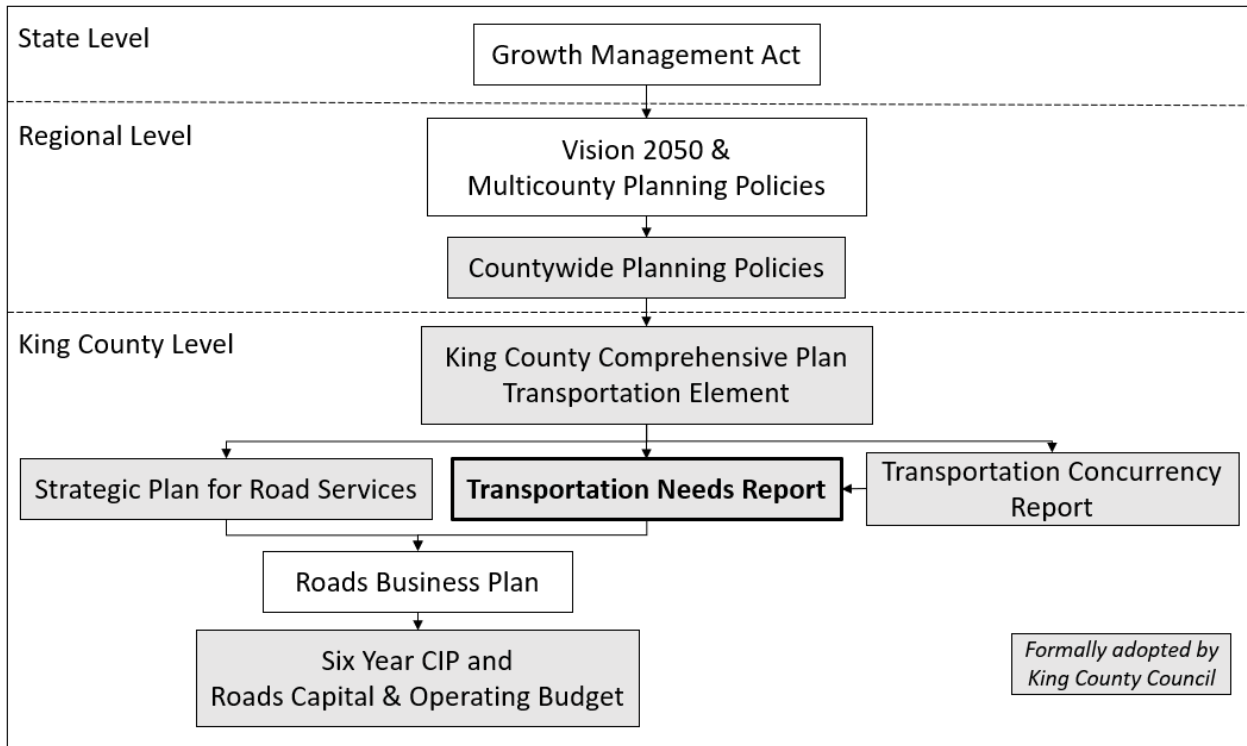 State Level
Growth Management Act
Regional Level
Vision 2050 &
Multicounty Planning Policies
Countywide Planning Policies
King County Level
King County Comprehensive Plan
Transportation Element
Strategic Plan for Road Services
Transportation Needs Report
Transportation Concurrency
Report
Roads Business Plan
Six Year CIP and
Roads Capital & Operating Budget
Formally adopted by
King County Council